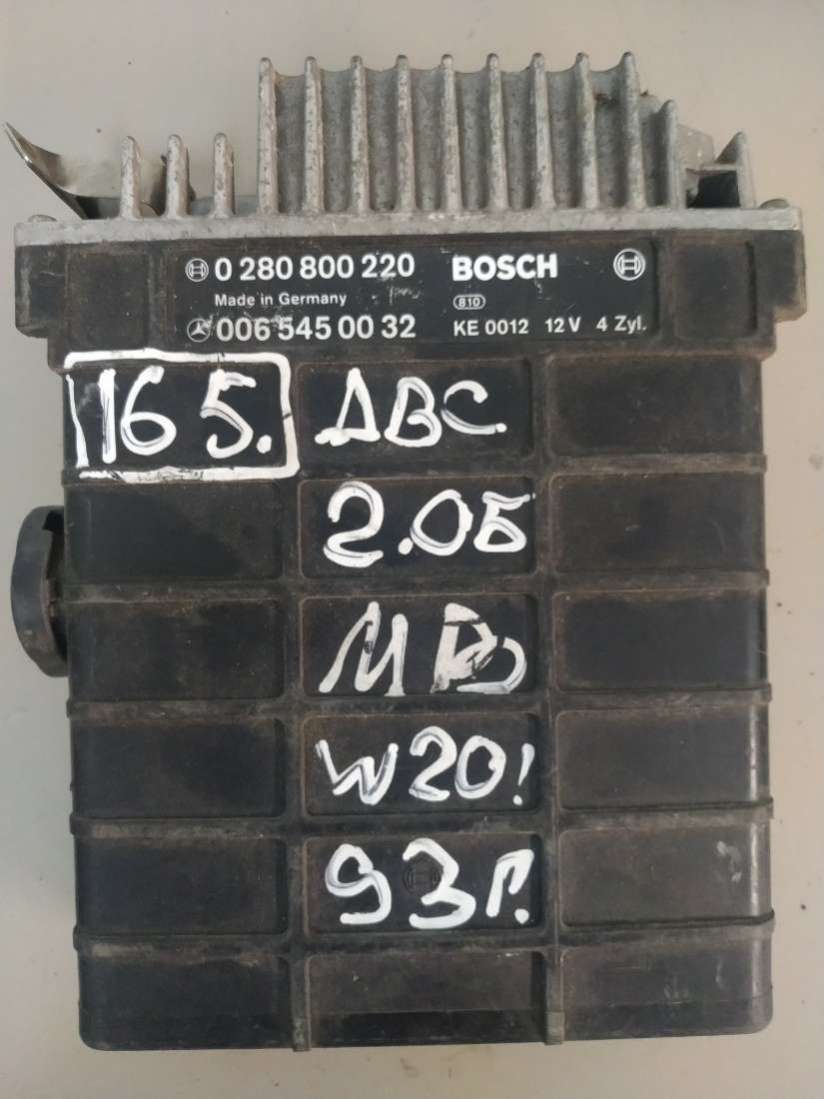 0 280 800 220 BOSCH
Made in Germany 810
006 545 00 32 KE 0012 12 V 4 Zyl.
165. ДВС
2.0Б
W20!
93г.